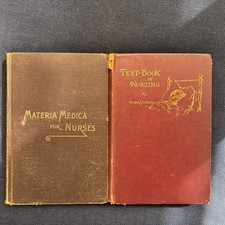 MATERIA MEDICA
FOR NURSES
TEXT-BOOK
OF
NURSING